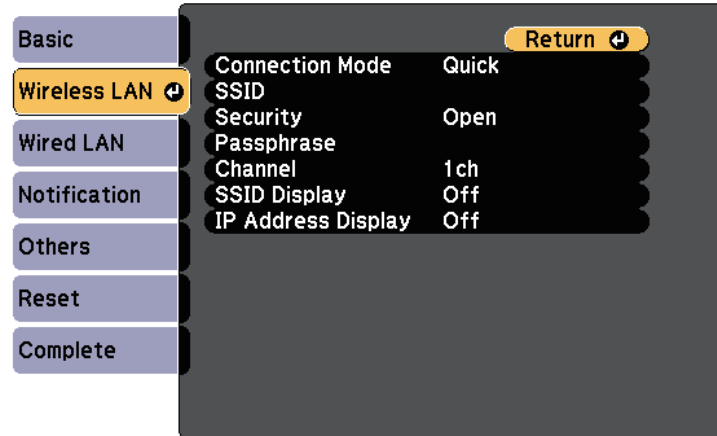 Basic
Wireless LAN
Wired LAN
Notification
Others
Reset
Complete
Return
Connection Mode Quick
SSID
Security Open
Passphrase
Channel 1ch
SSID Display Off
IP Address Display Off